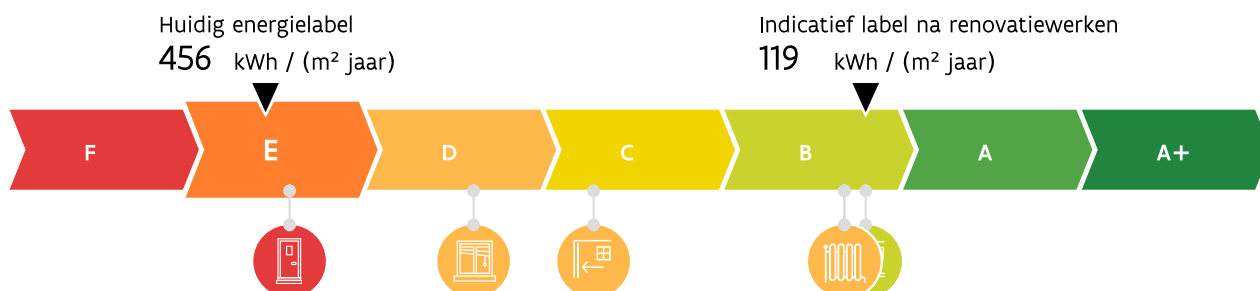 Huidig energielabel
456 kWh / (m² jaar)
Indicatief label na renovatiewerken
119 kWh / (m² jaar)
F E D C B A A+